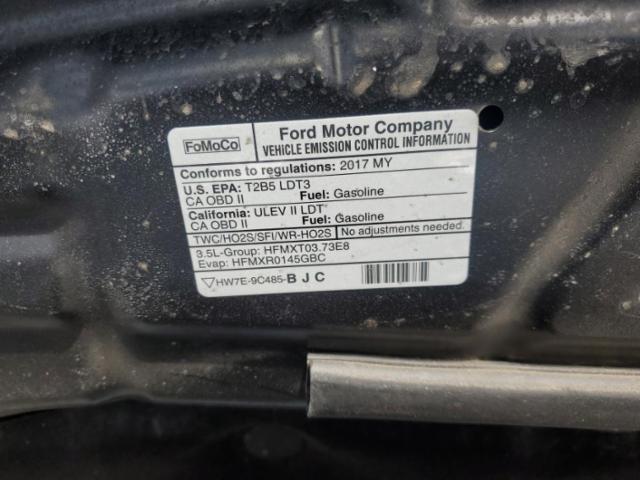 FoMoCo
Ford Motor Company
VEHICLE EMISSION CONTROL INFORMATION
Conforms to regulations: 2017 MY
U.S. EPA: T2B5 LDT3
CA OBD II Fuel: Gasoline
California: ULEV II LDT
CA OBD II Fuel: Gasoline
TWC/HO2S/SFI/WR-HO2S No adjustments needed.
3.5L-Group: HFMXT03.73E8
Evap: HFMXR0145GBC
HW7E-9C485-B J C